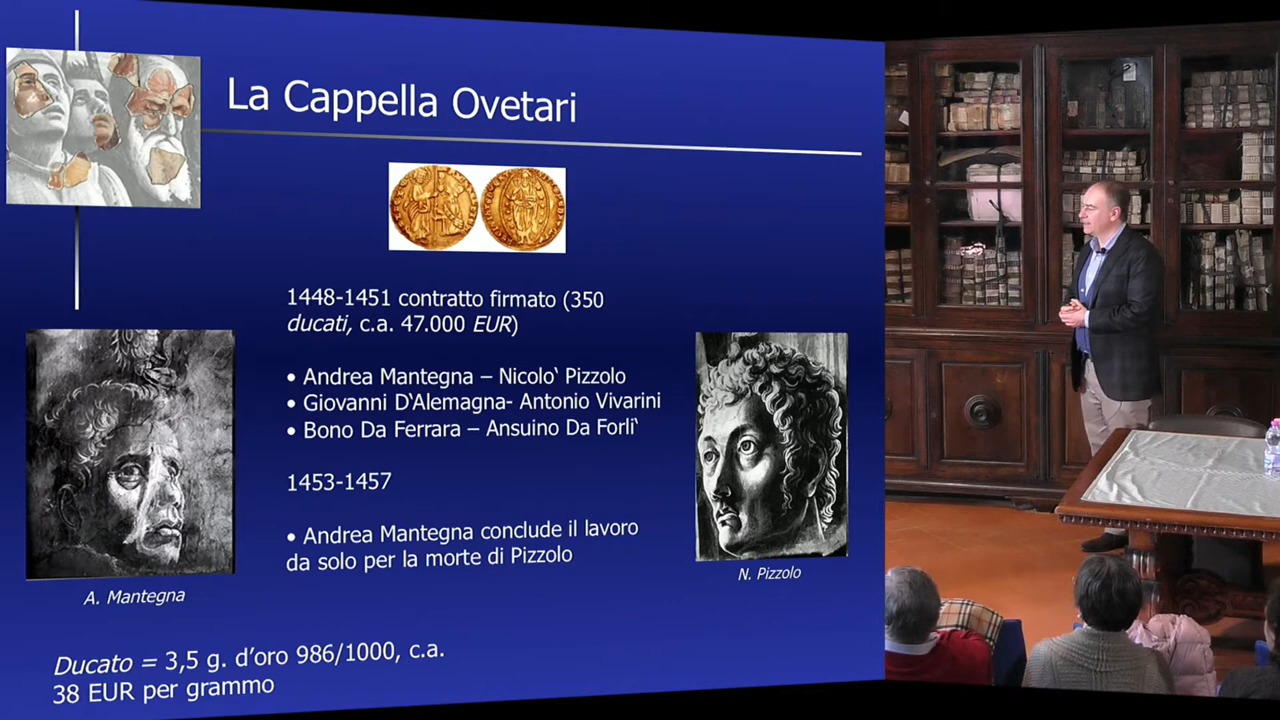 La Cappella Ovetari
1448-1451 contratto firmato (350
ducati, c.a. 47.000 EUR)
• Andrea Mantegna – Nicolo‘ Pizzolo
• Giovanni D‘Alemagna- Antonio Vivarini
• Bono Da Ferrara – Ansuino Da Forli‘
1453-1457
• Andrea Mantegna conclude il lavoro
da solo per la morte di Pizzolo
A. Mantegna
N. Pizzolo
Ducato = 3,5 g. d’oro 986/1000, c.a.
38 EUR per grammo